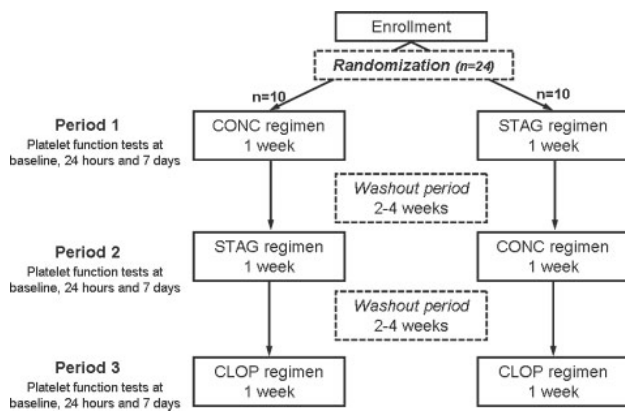 Enrollment
Randomization (n=24)
n=10
n=10
Period 1
Platelet function tests at
baseline, 24 hours and 7 days
CONC regimen
1 week
STAG regimen
1 week
Washout period
2-4 weeks
Period 2
Platelet function tests at
baseline, 24 hours and 7 days
STAG regimen
1 week
CONC regimen
1 week
Washout period
2-4 weeks
Period 3
Platelet function tests at
baseline, 24 hours and 7 days
CLOP regimen
1 week
CLOP regimen
1 week